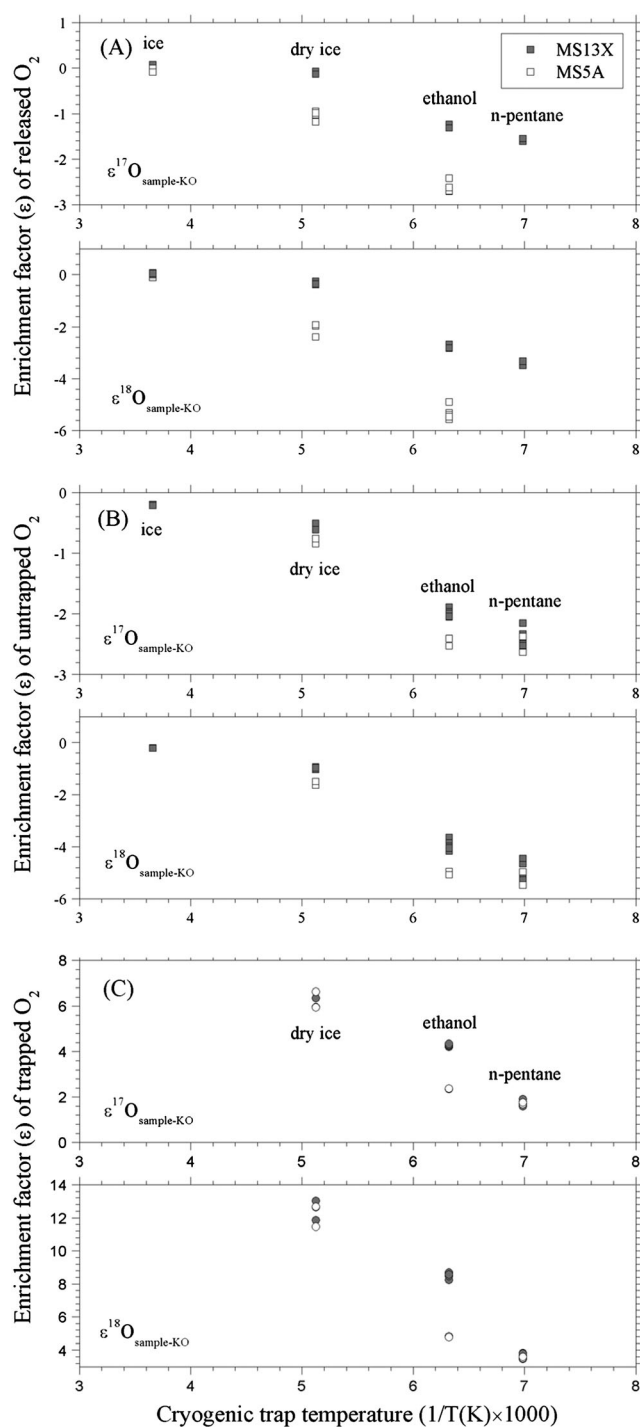 Enrichment factor (ε) of released O2
1
0
-1
-2
-3
(A)
ice
dry ice
ethanol
n-pentane
MS13X
MS5A
ε17Osample-KO
3 4 5 6 7 8
0
-2
-4
-6
ε18Osample-KO
3 4 5 6 7 8
Enrichment factor (ε) of untrapped O2
0
-1
-2
-3
(B)
ice
dry ice
ethanol
n-pentane
ε17Osample-KO
3 4 5 6 7 8
0
-2
-4
-6
ε18Osample-KO
3 4 5 6 7 8
Enrichment factor (ε) of trapped O2
8
6
4
2
0
(C)
dry ice
ethanol
n-pentane
ε17Osample-KO
3 4 5 6 7 8
14
12
10
8
6
4
ε18Osample-KO
3 4 5 6 7 8
Cryogenic trap temperature (1/T(K)×1000)